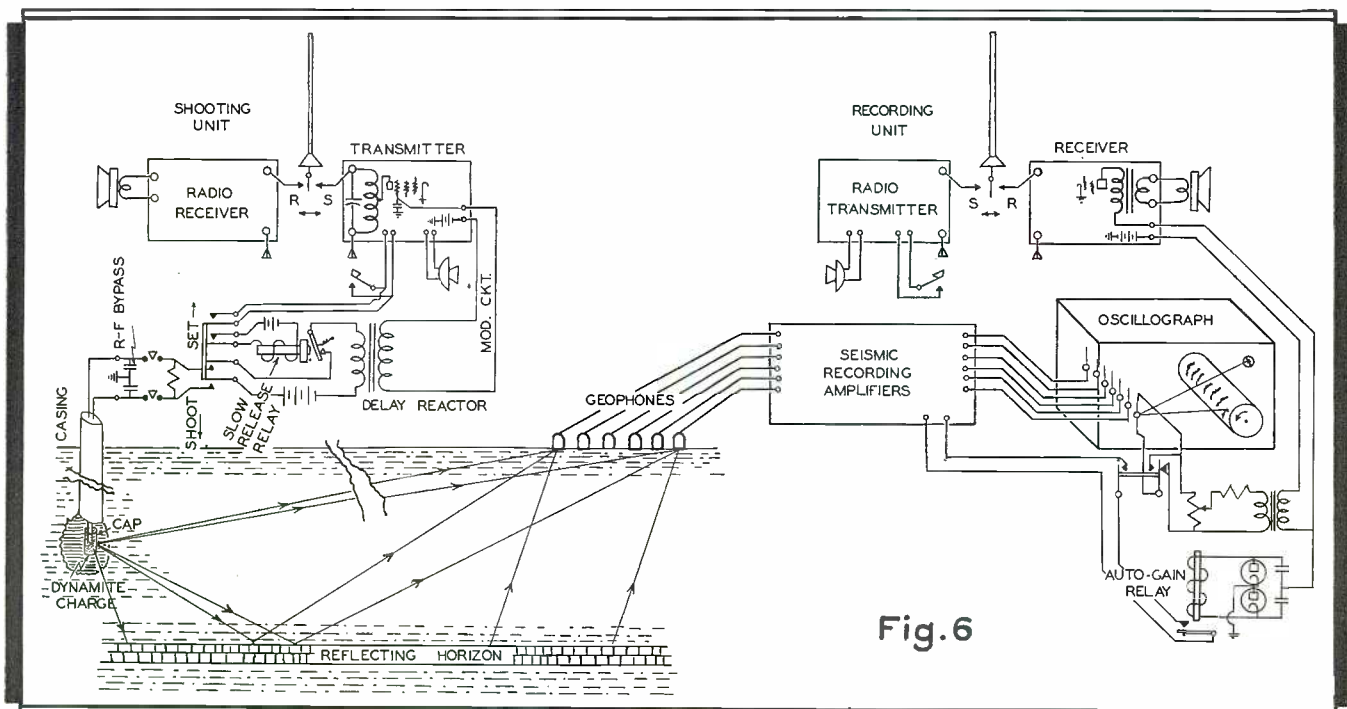 SHOOTING
UNIT
RADIO
RECEIVER
R
S
TRANSMITTER
RECORDING
UNIT
RADIO
TRANSMITTER
S
R
RECEIVER
R-F BYPASS
SET
SHOOT
SLOW
RELEASE
RELAY
DELAY REACTOR
MOD. CKT.
CASING
CAP
DYNAMITE
CHARGE
GEOPHONES
SEISMIC
RECORDING
AMPLIFIERS
OSCILLOGRAPH
AUTO-GAIN
RELAY
REFLECTING HORIZON
Fig.6